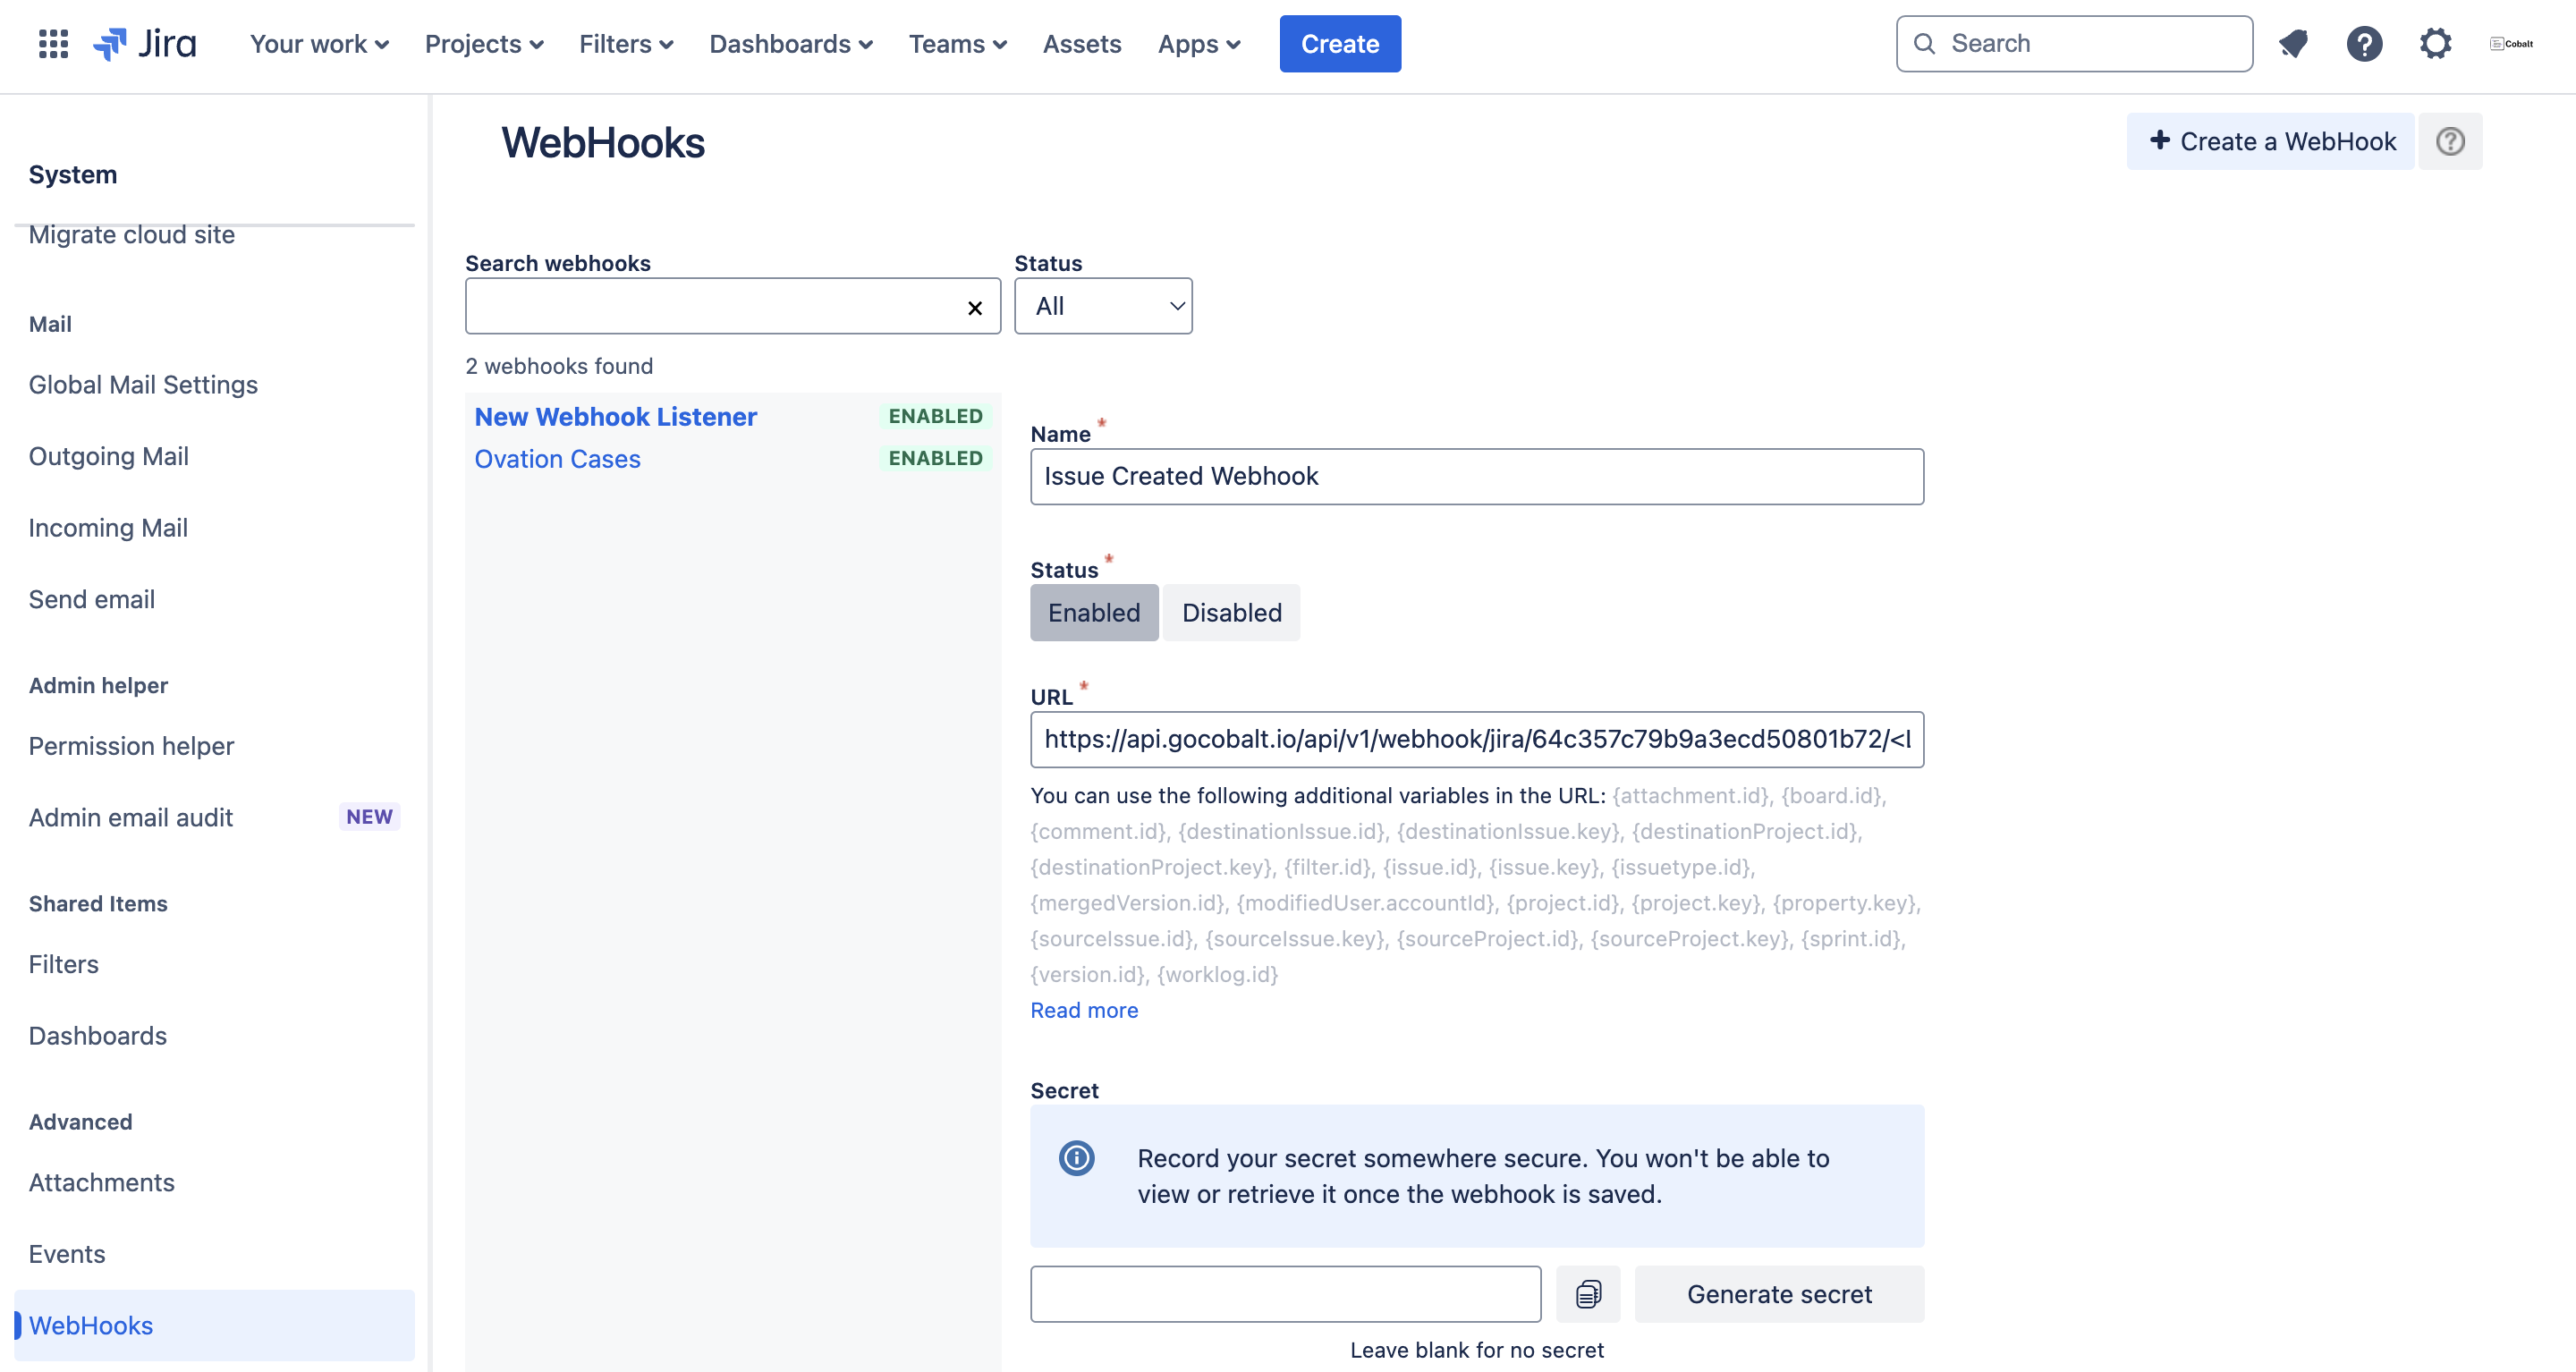 Jira
Your work
Projects
Filters
Dashboards
Teams
Assets
Apps
Create
Search
Cobalt
System
Migrate cloud site
Mail
Global Mail Settings
Outgoing Mail
Incoming Mail
Send email
Admin helper
Permission helper
Admin email audit NEW
Shared Items
Filters
Dashboards
Advanced
Attachments
Events
WebHooks
WebHooks
+ Create a WebHook
Search webhooks
Status
All
2 webhooks found
New Webhook Listener ENABLED
Ovation Cases ENABLED
Name *
Issue Created Webhook
Status *
Enabled Disabled
URL *
https://api.gocobalt.io/api/v1/webhook/jira/64c357c79b9a3ecd50801b72/<
You can use the following additional variables in the URL: {attachment.id}, {board.id},
{comment.id}, {destinationIssue.id}, {destinationIssue.key}, {destinationProject.id},
{destinationProject.key}, {filter.id}, {issue.id}, {issue.key}, {issuetype.id},
{mergedVersion.id}, {modifiedUser.accountId}, {project.id}, {project.key}, {property.key},
{sourceIssue.id}, {sourceIssue.key}, {sourceProject.id}, {sourceProject.key}, {sprint.id},
{version.id}, {worklog.id}
Read more
Secret
Record your secret somewhere secure. You won't be able to
view or retrieve it once the webhook is saved.
Generate secret
Leave blank for no secret